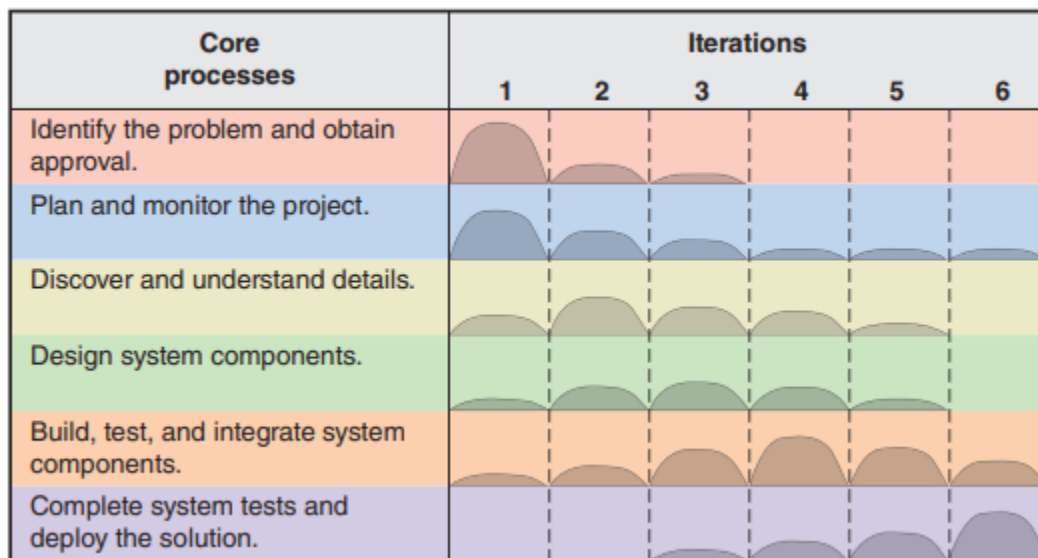 Core
processes
Iterations
1 2 3 4 5 6
Identify the problem and obtain
approval.
Plan and monitor the project.
Discover and understand details.
Design system components.
Build, test, and integrate system
components.
Complete system tests and
deploy the solution.